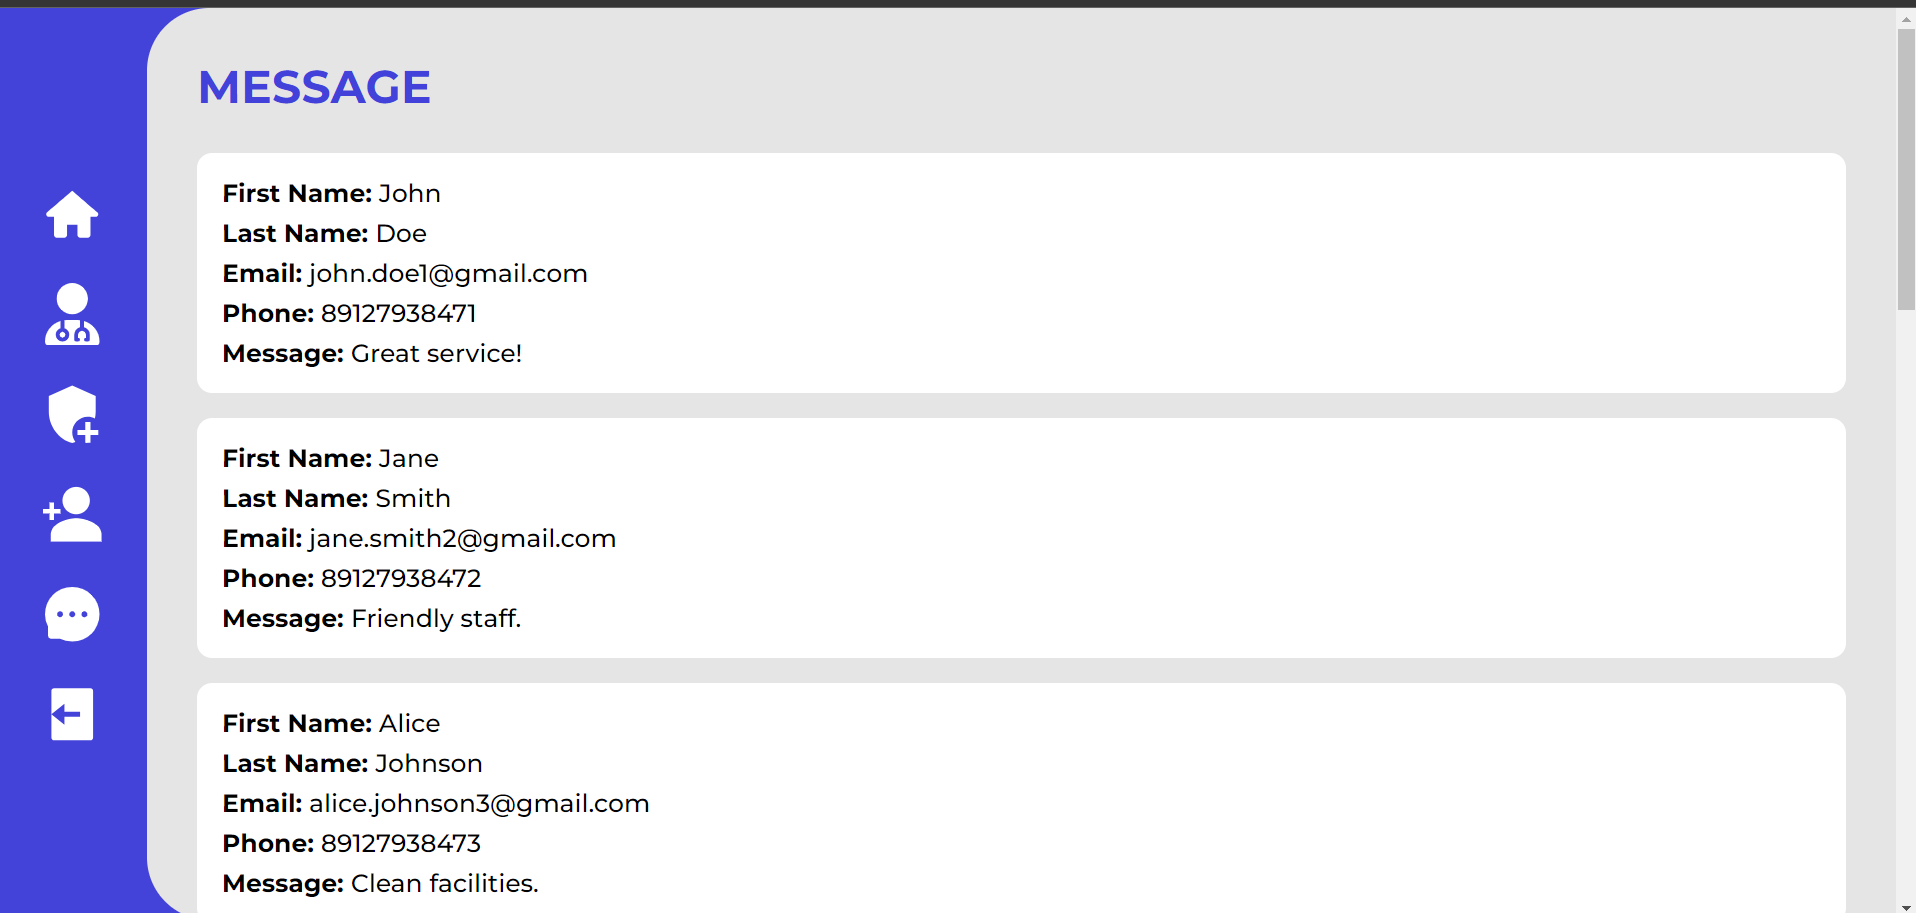 MESSAGE
First Name: John
Last Name: Doe
Email: john.doe1@gmail.com
Phone: 89127938471
Message: Great service!
First Name: Jane
Last Name: Smith
Email: jane.smith2@gmail.com
Phone: 89127938472
Message: Friendly staff.
First Name: Alice
Last Name: Johnson
Email: alice.johnson3@gmail.com
Phone: 89127938473
Message: Clean facilities.